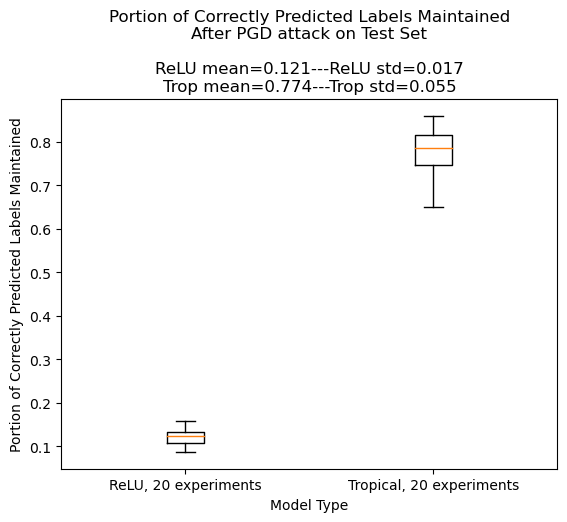 Portion of Correctly Predicted Labels Maintained
After PGD attack on Test Set
ReLU mean=0.121---ReLU std=0.017
Trop mean=0.774---Trop std=0.055
Portion of Correctly Predicted Labels Maintained
0.8
0.7
0.6
0.5
0.4
0.3
0.2
0.1
ReLU, 20 experiments
Tropical, 20 experiments
Model Type